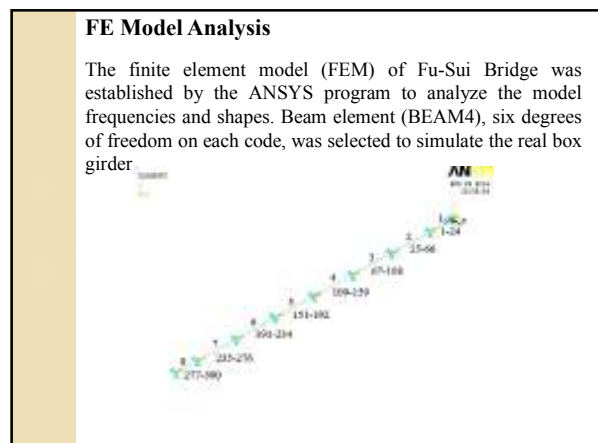 FE Model Analysis
The finite element model (FEM) of Fu-Sui Bridge was
established by the ANSYS program to analyze the model
frequencies and shapes. Beam element (BEAM4), six degrees
of freedom on each code, was selected to simulate the real box
girder
1
1-24
2
25-66
3
67-108
4
109-150
5
151-192
6
193-234
7
235-276
8
277-300